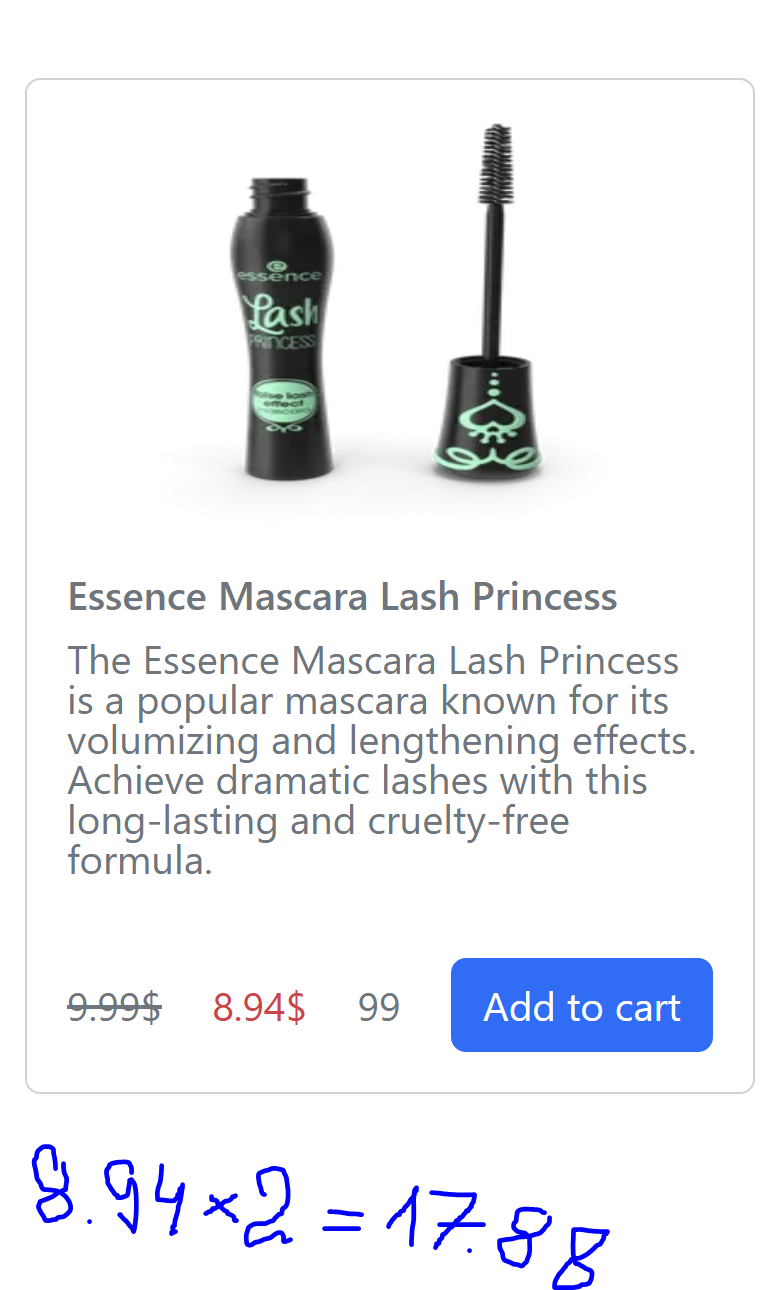 essence
Lash
PRINCESS
false lash
effect
mascara
Essence Mascara Lash Princess
The Essence Mascara Lash Princess
is a popular mascara known for its
volumizing and lengthening effects.
Achieve dramatic lashes with this
long-lasting and cruelty-free
formula.
9.99$ 8.94$ 99 Add to cart
8.94×2=17.88